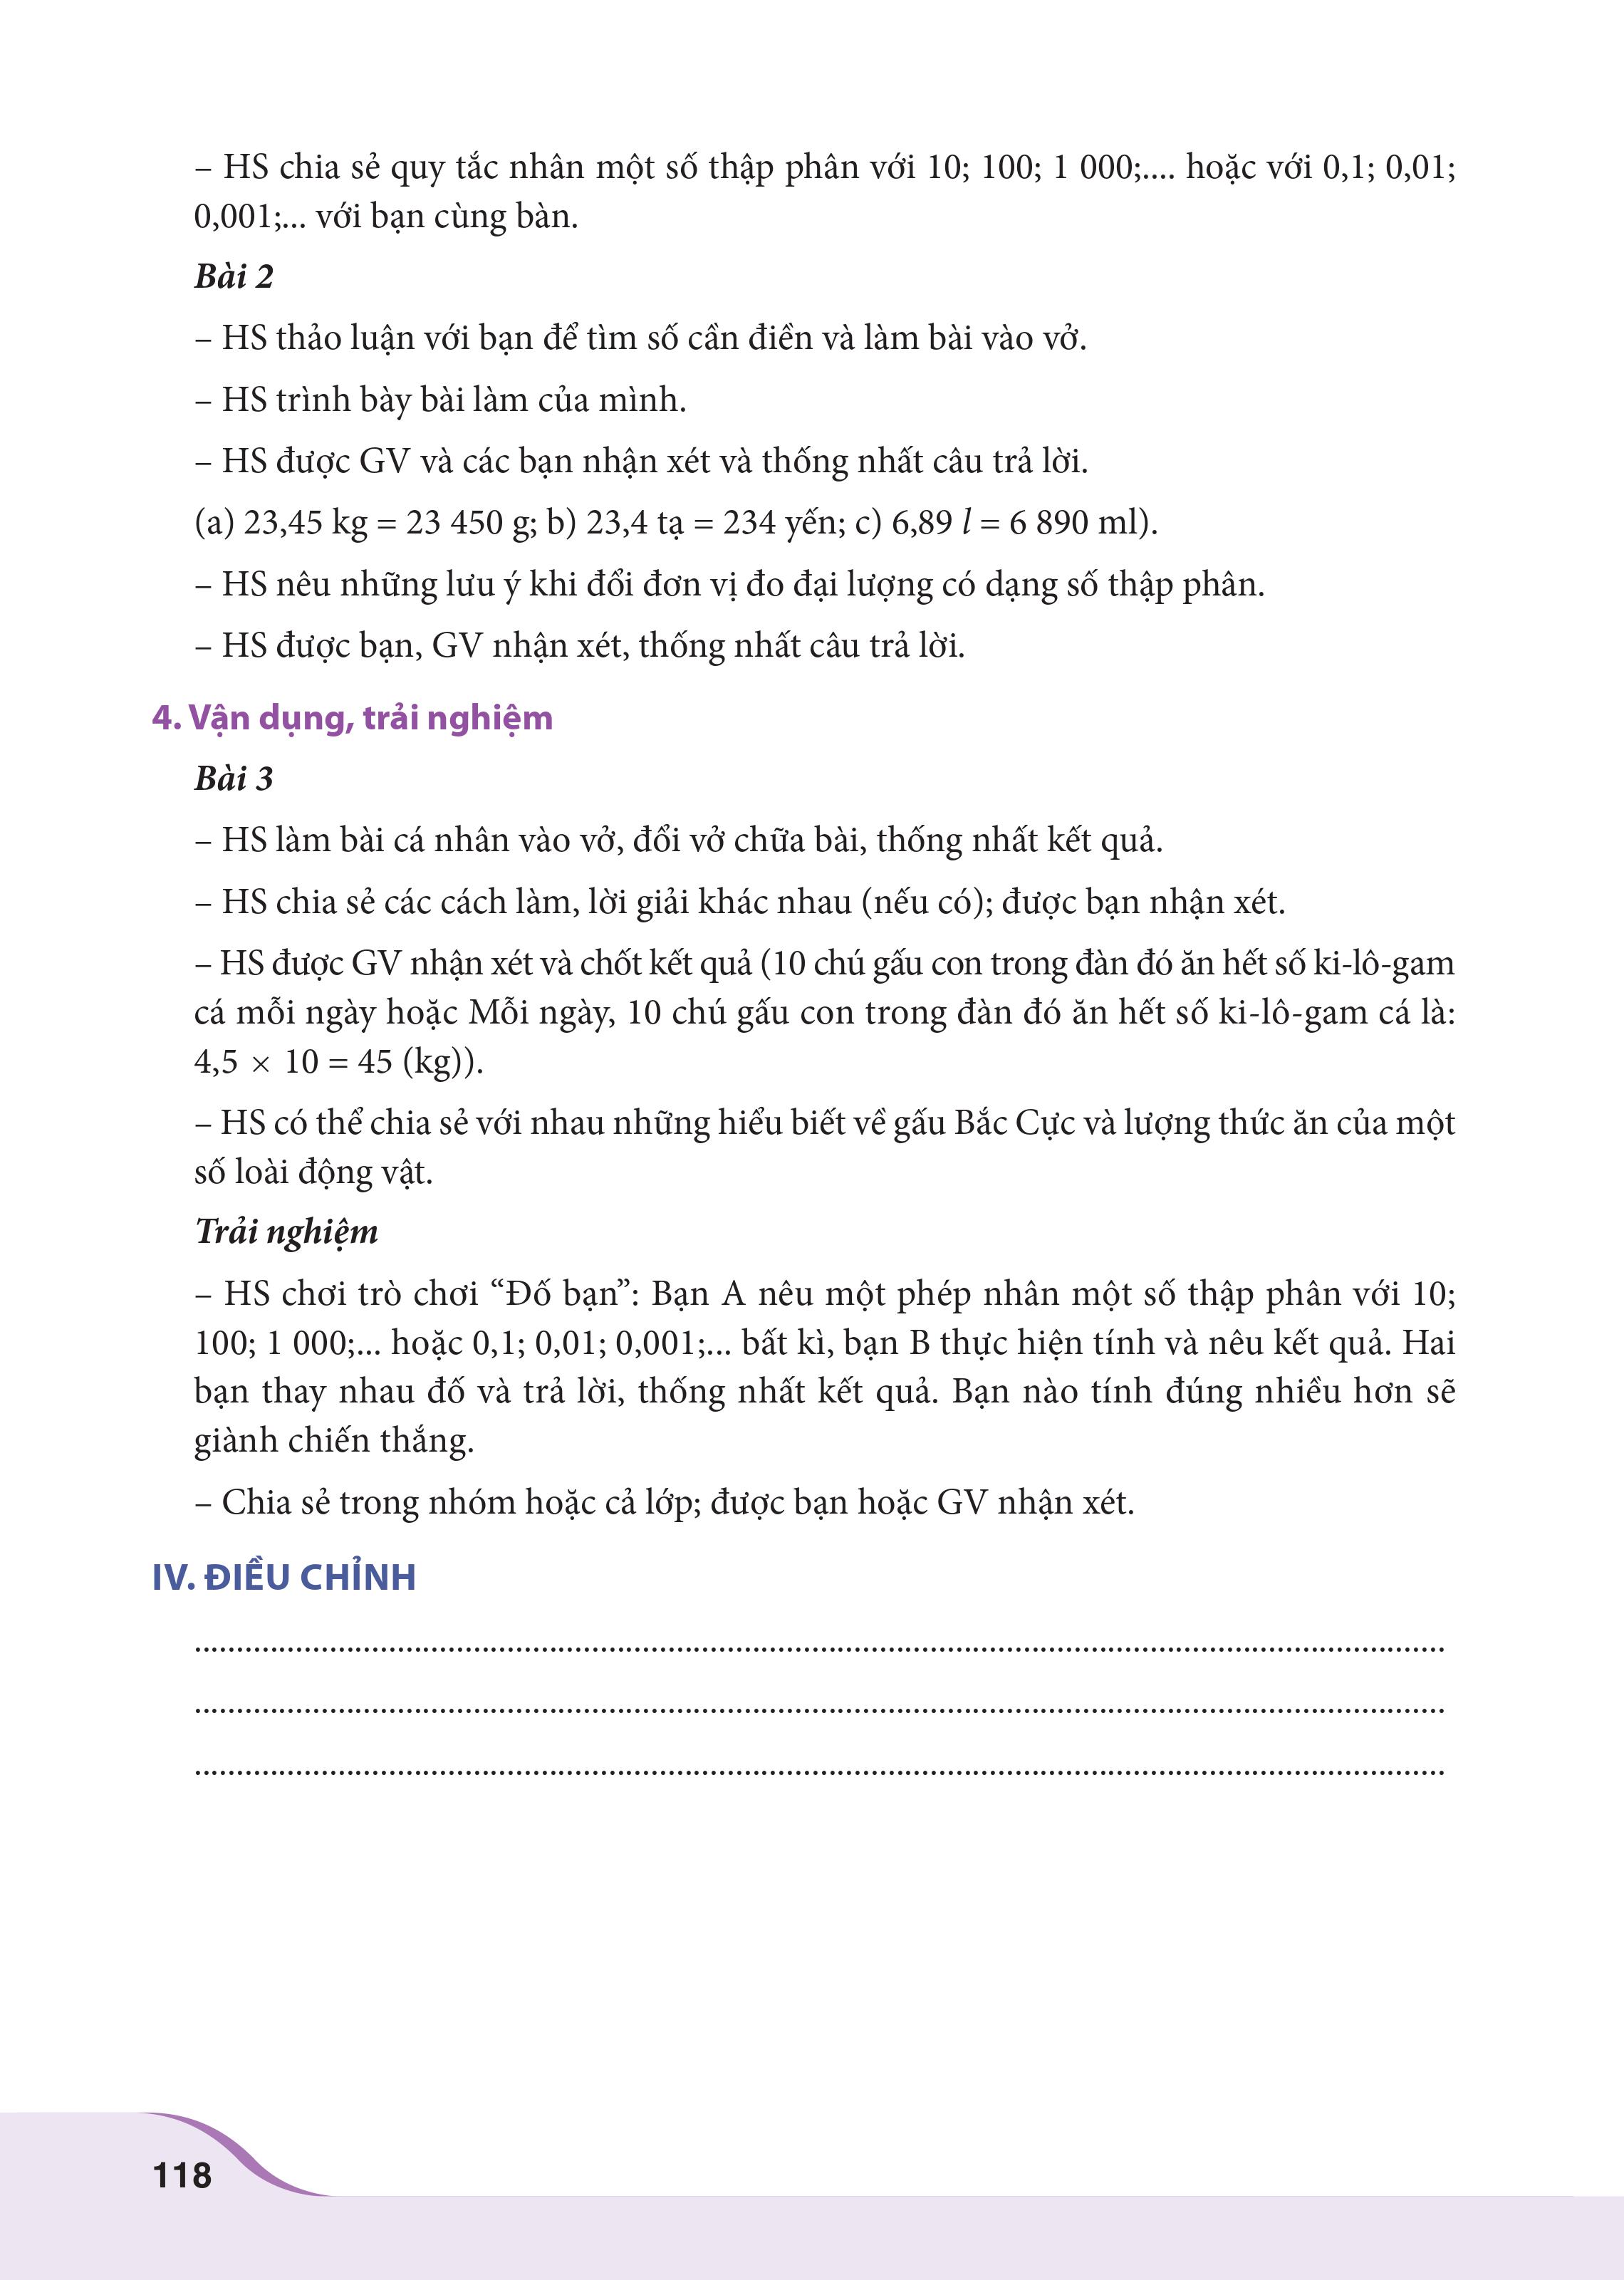 – HS chia sẻ quy tắc nhân một số thập phân với 10; 100; 1 000;.... hoặc với 0,1; 0,01;
0,001;... với bạn cùng bàn.
Bài 2
– HS thảo luận với bạn để tìm số cần điền và làm bài vào vở.
– HS trình bày bài làm của mình.
– HS được GV và các bạn nhận xét và thống nhất câu trả lời.
(a) 23,45 kg = 23 450 g; b) 23,4 tạ = 234 yến; c) 6,89 l = 6 890 ml).
– HS nêu những lưu ý khi đổi đơn vị đo đại lượng có dạng số thập phân.
– HS được bạn, GV nhận xét, thống nhất câu trả lời.
4. Vận dụng, trải nghiệm
Bài 3
– HS làm bài cá nhân vào vở, đổi vở chữa bài, thống nhất kết quả.
– HS chia sẻ các cách làm, lời giải khác nhau (nếu có); được bạn nhận xét.
– HS được GV nhận xét và chốt kết quả (10 chú gấu con trong đàn đó ăn hết số ki-lô-gam
cá mỗi ngày hoặc Mỗi ngày, 10 chú gấu con trong đàn đó ăn hết số ki-lô-gam cá là:
4,5 × 10 = 45 (kg)).
– HS có thể chia sẻ với nhau những hiểu biết về gấu Bắc Cực và lượng thức ăn của một
số loài động vật.
Trải nghiệm
– HS chơi trò chơi “Đố bạn”: Bạn A nêu một phép nhân một số thập phân với 10;
100; 1 000;... hoặc 0,1; 0,01; 0,001;... bất kì, bạn B thực hiện tính và nêu kết quả. Hai
bạn thay nhau đố và trả lời, thống nhất kết quả. Bạn nào tính đúng nhiều hơn sẽ
giành chiến thắng.
– Chia sẻ trong nhóm hoặc cả lớp; được bạn hoặc GV nhận xét.
IV. ĐIỀU CHỈNH
118